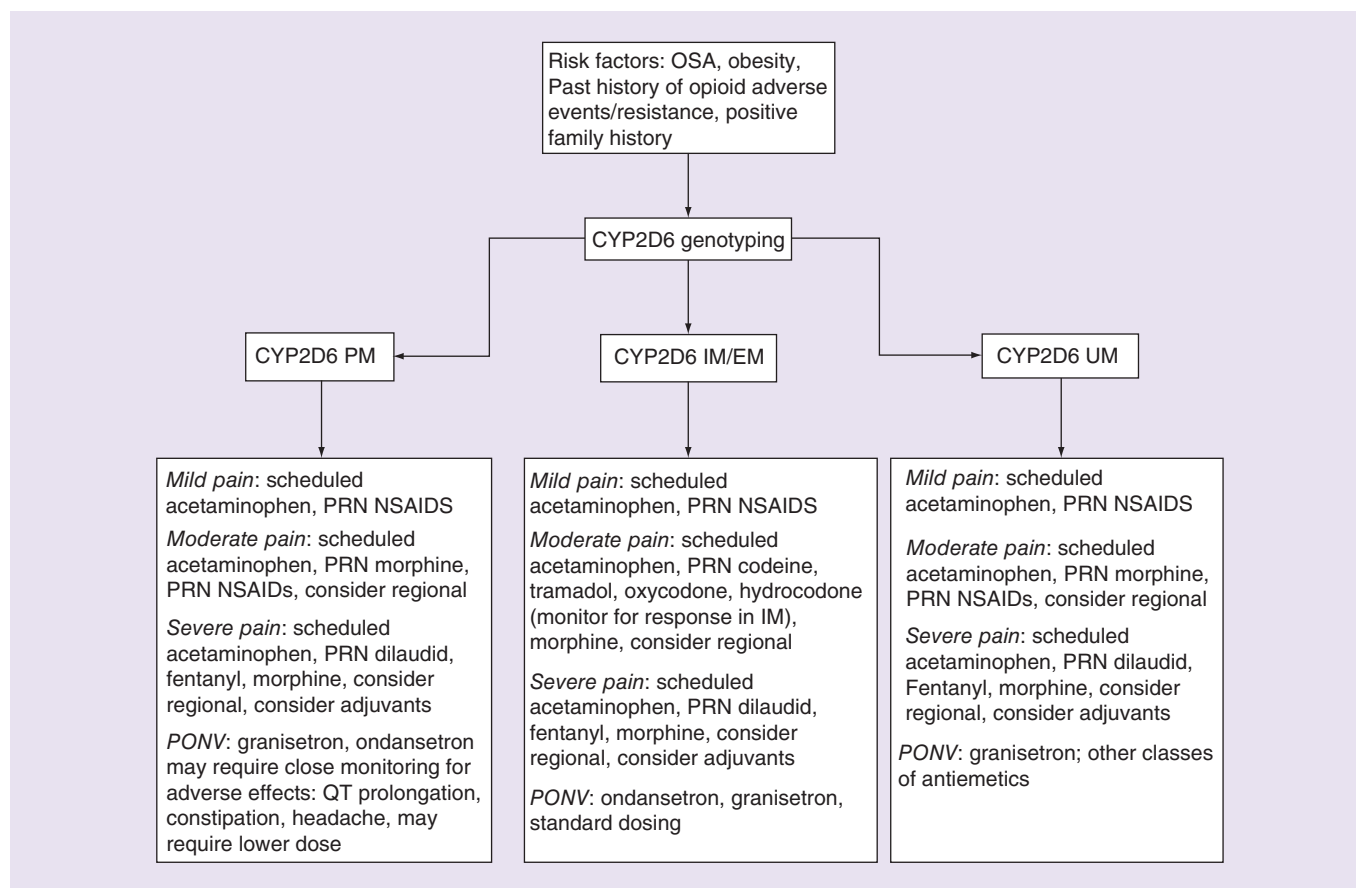 Risk factors: OSA, obesity,
Past history of opioid adverse
events/resistance, positive
family history
CYP2D6 genotyping
CYP2D6 PM
CYP2D6 IM/EM
CYP2D6 UM
Mild pain: scheduled
acetaminophen, PRN NSAIDS
Moderate pain: scheduled
acetaminophen, PRN morphine,
PRN NSAIDs, consider regional
Severe pain: scheduled
acetaminophen, PRN dilaudid,
fentanyl, morphine, consider
regional, consider adjuvants
PONV: granisetron, ondansetron
may require close monitoring for
adverse effects: QT prolongation,
constipation, headache, may
require lower dose
Mild pain: scheduled
acetaminophen, PRN NSAIDS
Moderate pain: scheduled
acetaminophen, PRN codeine,
tramadol, oxycodone, hydrocodone
(monitor for response in IM),
morphine, consider regional
Severe pain: scheduled
acetaminophen, PRN dilaudid,
fentanyl, morphine, consider
regional, consider adjuvants
PONV: ondansetron, granisetron,
standard dosing
Mild pain: scheduled
acetaminophen, PRN NSAIDS
Moderate pain: scheduled
acetaminophen, PRN morphine,
PRN NSAIDs, consider regional
Severe pain: scheduled
acetaminophen, PRN dilaudid,
Fentanyl, morphine, consider
regional, consider adjuvants
PONV: granisetron; other classes
of antiemetics